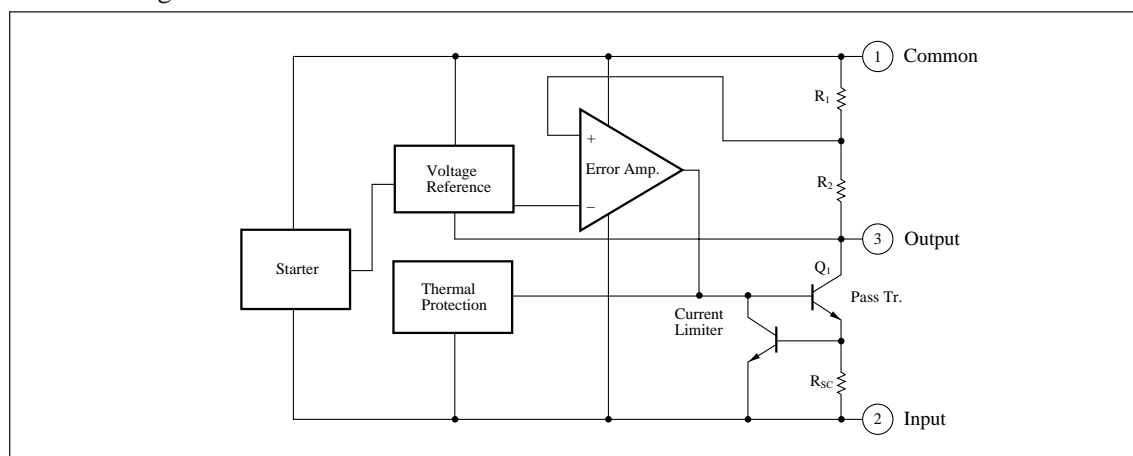 1 Common
R1
+
Error Amp.
−
Voltage
Reference
R2
3 Output
Starter
Q1
Thermal
Protection
Pass Tr.
Current
Limiter
RSC
2 Input